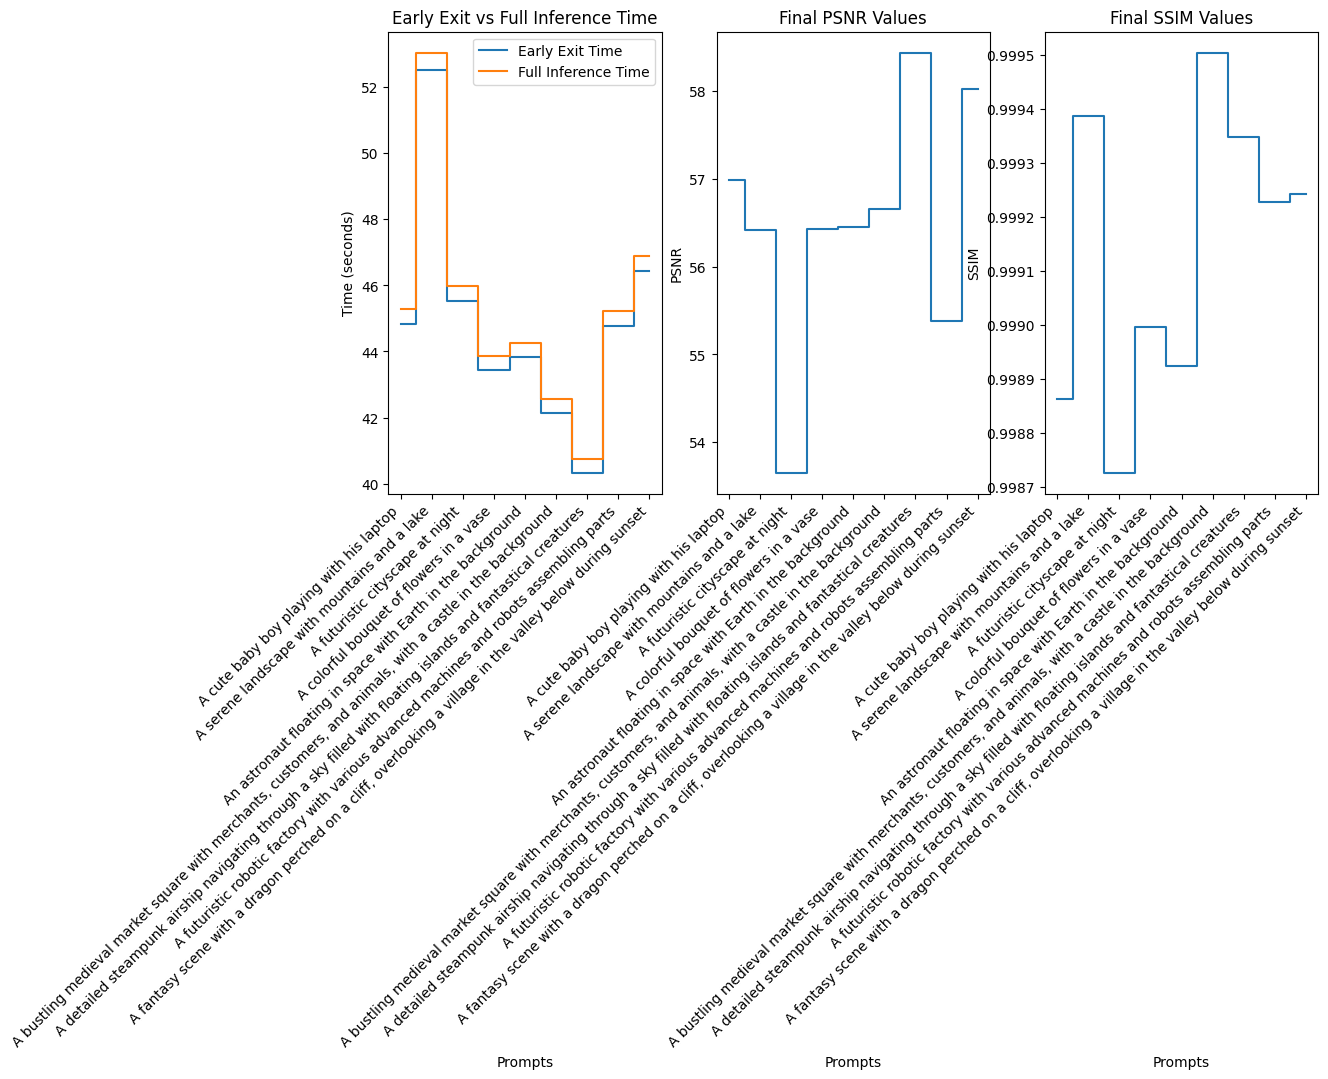 Early Exit vs Full Inference Time
Early Exit Time
Full Inference Time
Time (seconds)
52
50
48
46
44
42
40
A cute baby boy playing with his laptop
A serene landscape with mountains and a lake
A futuristic cityscape at night
A colorful bouquet of flowers in a vase
An astronaut floating in space with Earth in the background
A bustling medieval market square with merchants, customers, and animals, with a castle in the background
A detailed steampunk airship navigating through a sky filled with floating islands and fantastical creatures
A futuristic robotic factory with various advanced machines and robots assembling parts
A fantasy scene with a dragon perched on a cliff, overlooking a village in the valley below during sunset
Prompts
Final PSNR Values
PSNR
58
57
56
55
54
A cute baby boy playing with his laptop
A serene landscape with mountains and a lake
A futuristic cityscape at night
A colorful bouquet of flowers in a vase
An astronaut floating in space with Earth in the background
A bustling medieval market square with merchants, customers, and animals, with a castle in the background
A detailed steampunk airship navigating through a sky filled with floating islands and fantastical creatures
A futuristic robotic factory with various advanced machines and robots assembling parts
A fantasy scene with a dragon perched on a cliff, overlooking a village in the valley below during sunset
Prompts
Final SSIM Values
SSIM
0.9995
0.9994
0.9993
0.9992
0.9991
0.9990
0.9989
0.9988
0.9987
A cute baby boy playing with his laptop
A serene landscape with mountains and a lake
A futuristic cityscape at night
A colorful bouquet of flowers in a vase
An astronaut floating in space with Earth in the background
A bustling medieval market square with merchants, customers, and animals, with a castle in the background
A detailed steampunk airship navigating through a sky filled with floating islands and fantastical creatures
A futuristic robotic factory with various advanced machines and robots assembling parts
A fantasy scene with a dragon perched on a cliff, overlooking a village in the valley below during sunset
Prompts